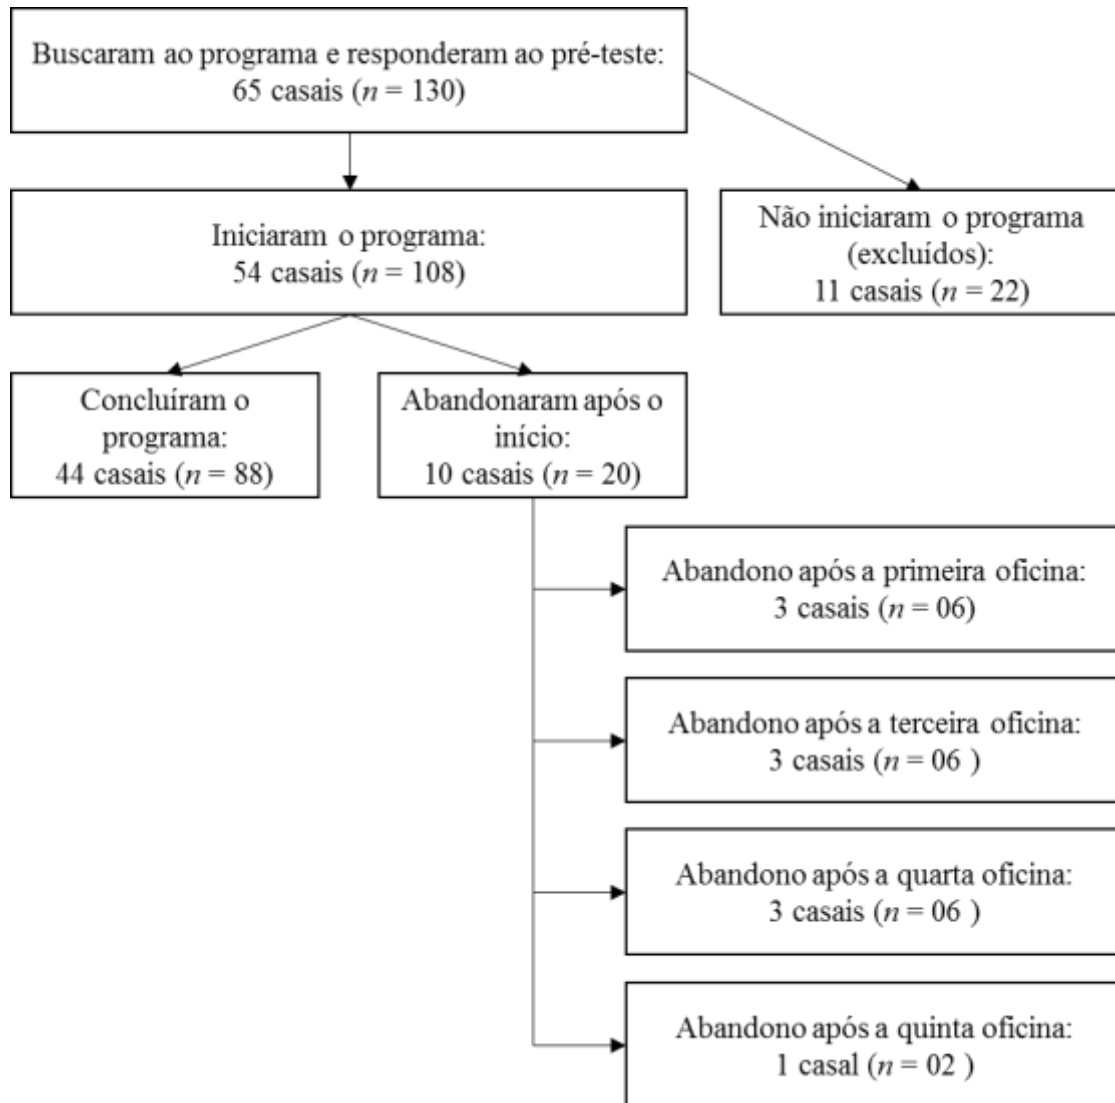 Buscaram ao programa e responderam ao pré-teste:
65 casais (n = 130)
Iniciaram o programa:
54 casais (n = 108)
Não iniciaram o programa
(excluídos):
11 casais (n = 22)
Concluíram o
programa:
44 casais (n = 88)
Abandonaram após o
início:
10 casais (n = 20)
Abandono após a primeira oficina:
3 casais (n = 06)
Abandono após a terceira oficina:
3 casais (n = 06 )
Abandono após a quarta oficina:
3 casais (n = 06 )
Abandono após a quinta oficina:
1 casal (n = 02 )